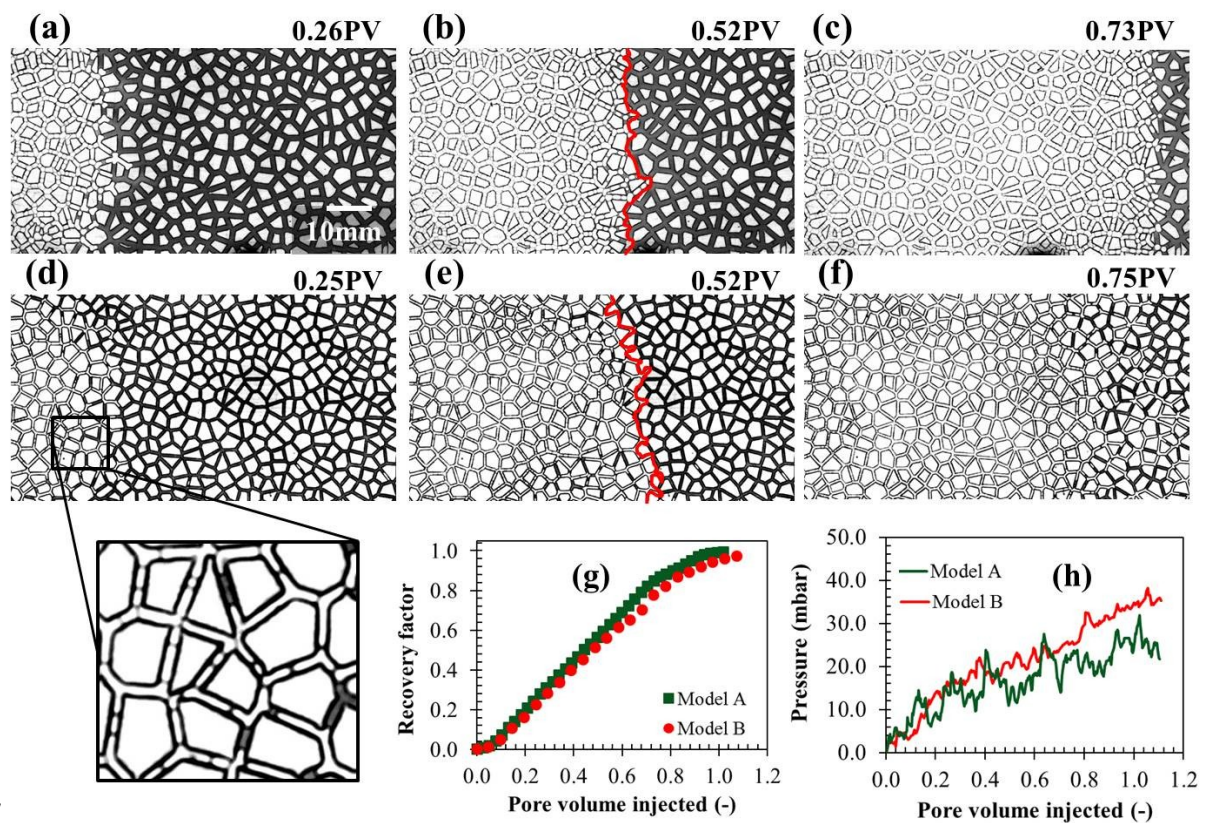 (a) 0.26PV (b) 0.52PV (c) 0.73PV
10mm
(d) 0.25PV (e) 0.52PV (f) 0.75PV
(g)
1.0
0.8
0.6
0.4
0.2
0.0
0.0 0.2 0.4 0.6 0.8 1.0 1.2
Recovery factor
Pore volume injected (-)
Model A
Model B
(h)
50.0
40.0
30.0
20.0
10.0
0.0
0.0 0.2 0.4 0.6 0.8 1.0 1.2
Pressure (mbar)
Pore volume injected (-)
Model A
Model B